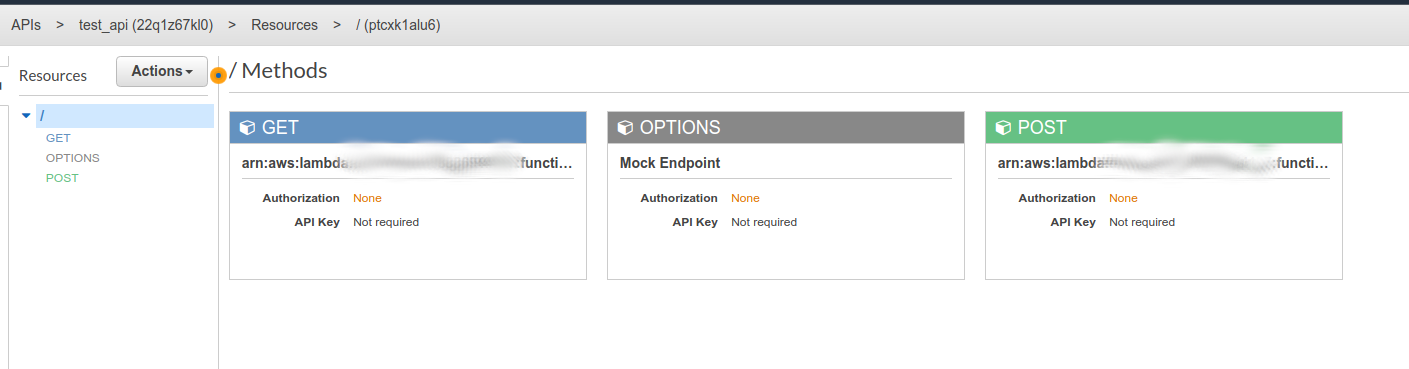 APIs > test_api (22q1z67kl0) > Resources > / (ptcxk1alu6)
Resources
Actions
/ Methods
/
GET
OPTIONS
POST
GET
arn:aws:lambda :functi…
Authorization None
API Key Not required
OPTIONS
Mock Endpoint
Authorization None
API Key Not required
POST
arn:aws:lambda :functi…
Authorization None
API Key Not required